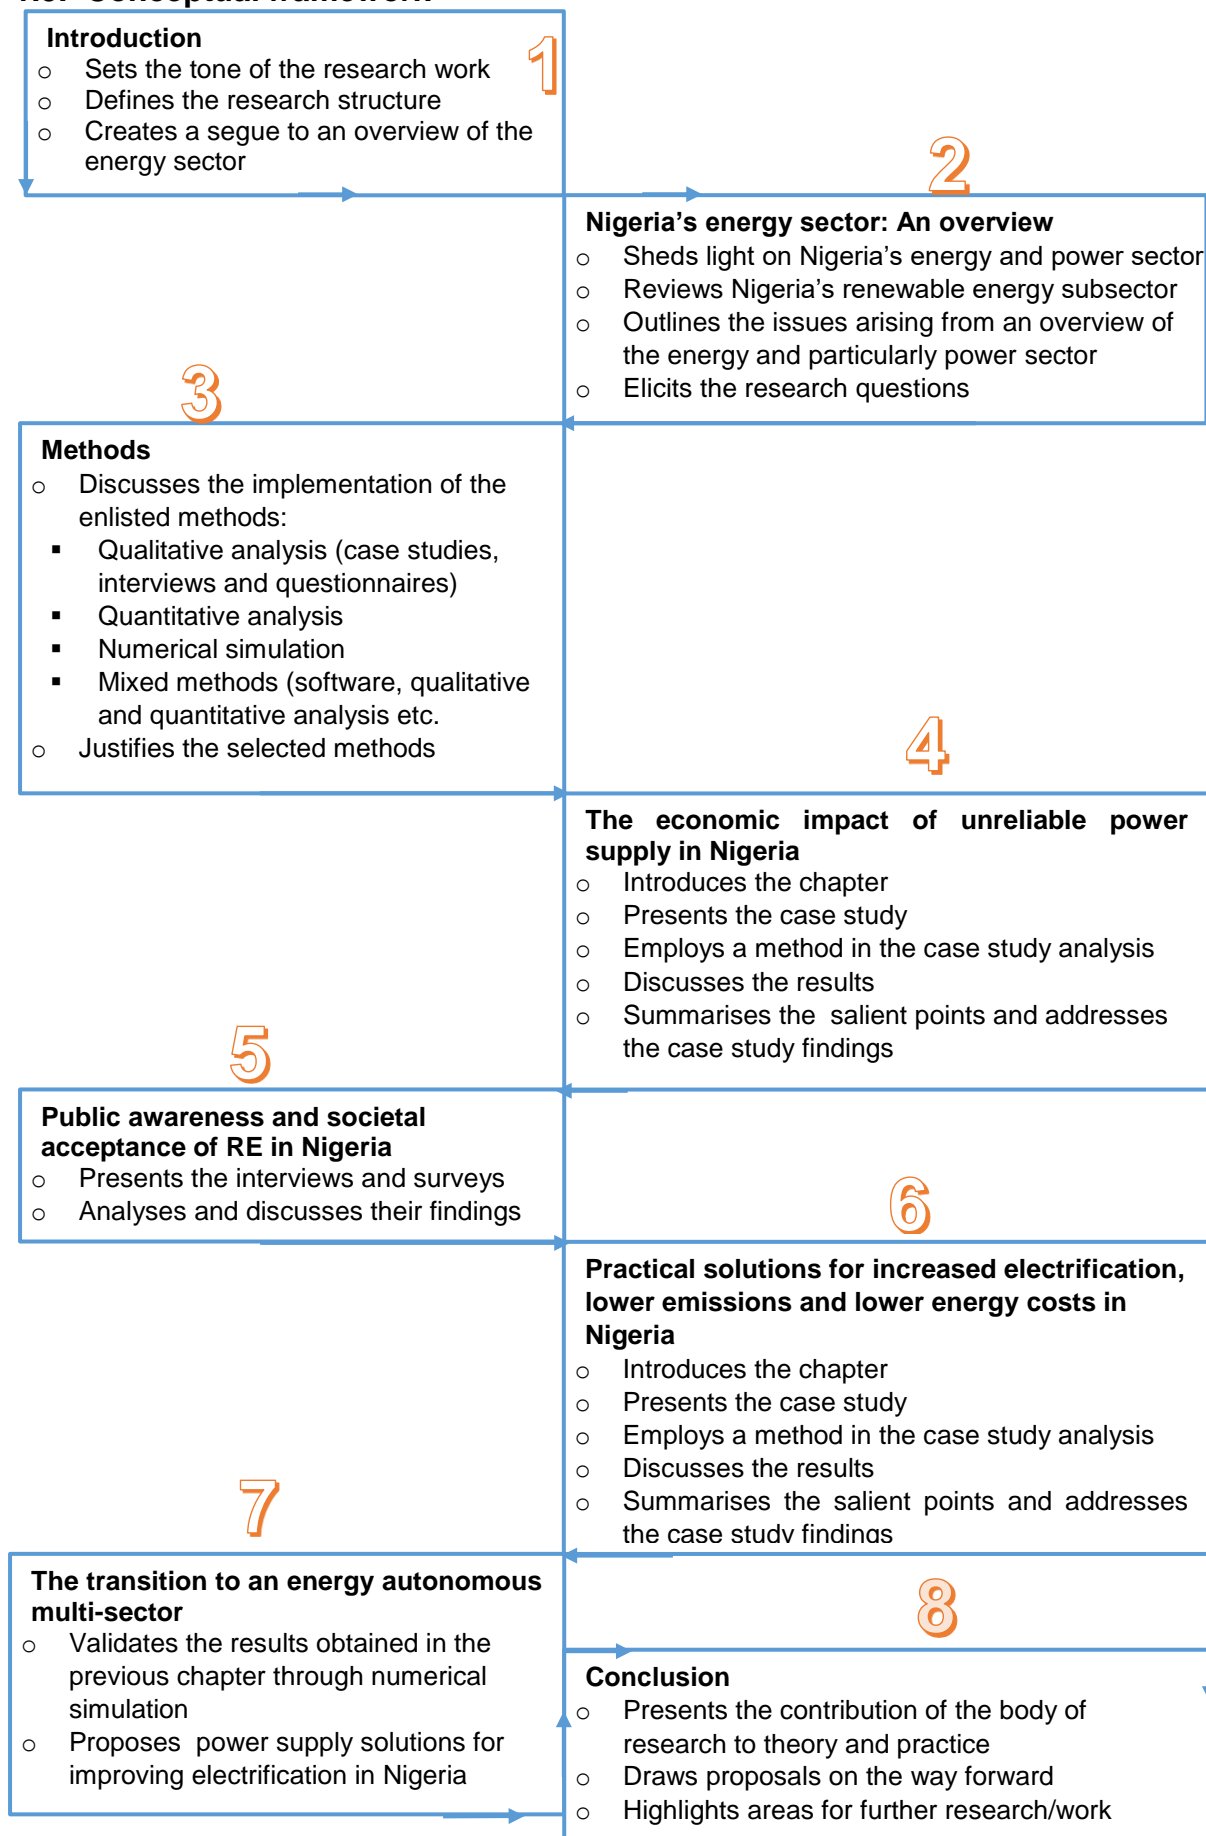 Conceptual framework
Introduction
1
o Sets the tone of the research work
o Defines the research structure
o Creates a segue to an overview of the
energy sector
2
Nigeria’s energy sector: An overview
o Sheds light on Nigeria’s energy and power sector
o Reviews Nigeria’s renewable energy subsector
o Outlines the issues arising from an overview of
the energy and particularly power sector
o Elicits the research questions
3
Methods
o Discusses the implementation of the
enlisted methods:
▪ Qualitative analysis (case studies,
interviews and questionnaires)
▪ Quantitative analysis
▪ Numerical simulation
▪ Mixed methods (software, qualitative
and quantitative analysis etc.
o Justifies the selected methods
4
The economic impact of unreliable power
supply in Nigeria
o Introduces the chapter
o Presents the case study
o Employs a method in the case study analysis
o Discusses the results
o Summarises the salient points and addresses
the case study findings
5
Public awareness and societal
acceptance of RE in Nigeria
o Presents the interviews and surveys
o Analyses and discusses their findings
6
Practical solutions for increased electrification,
lower emissions and lower energy costs in
Nigeria
o Introduces the chapter
o Presents the case study
o Employs a method in the case study analysis
o Discusses the results
o Summarises the salient points and addresses
the case study findings
7
The transition to an energy autonomous
multi-sector
o Validates the results obtained in the
previous chapter through numerical
simulation
o Proposes power supply solutions for
improving electrification in Nigeria
8
Conclusion
o Presents the contribution of the body of
research to theory and practice
o Draws proposals on the way forward
o Highlights areas for further research/work